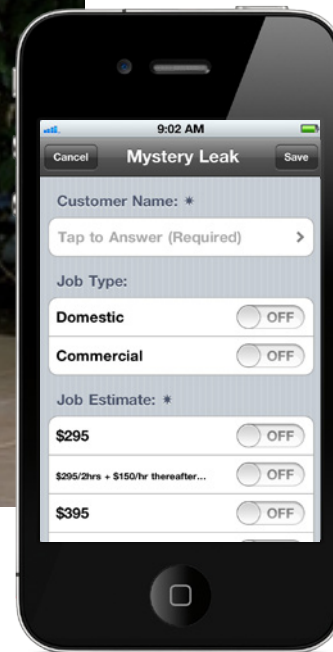 9:02 AM
Cancel Mystery Leak Save
Customer Name: *
Tap to Answer (Required) >
Job Type:
Domestic OFF
Commercial OFF
Job Estimate: *
$295 OFF
$295/2hrs + $150/hr thereafter... OFF
$395 OFF